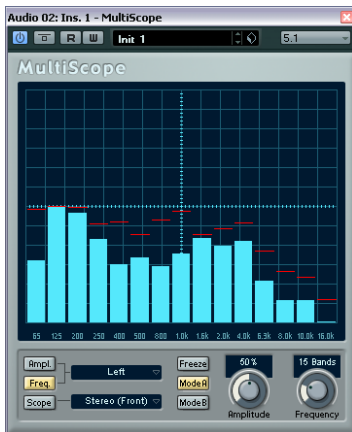 Audio 02: Ins. 1 - MultiScope
R W Init 1 5.1
MultiScope
65 125 200 250 400 500 800 1.0k 1.6k 2.0k 4.0k 6.3k 8.0k 10.0k 16.0k
Ampl. Left Freeze 50% 15 Bands
Freq. Mode A
Scope Stereo (Front) Mode B
Amplitude Frequency